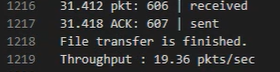 1216 31.412 pkt: 606 | received
1217 31.418 ACK: 607 | sent
1218 File transfer is finished.
1219 Throughput : 19.36 pkts/sec